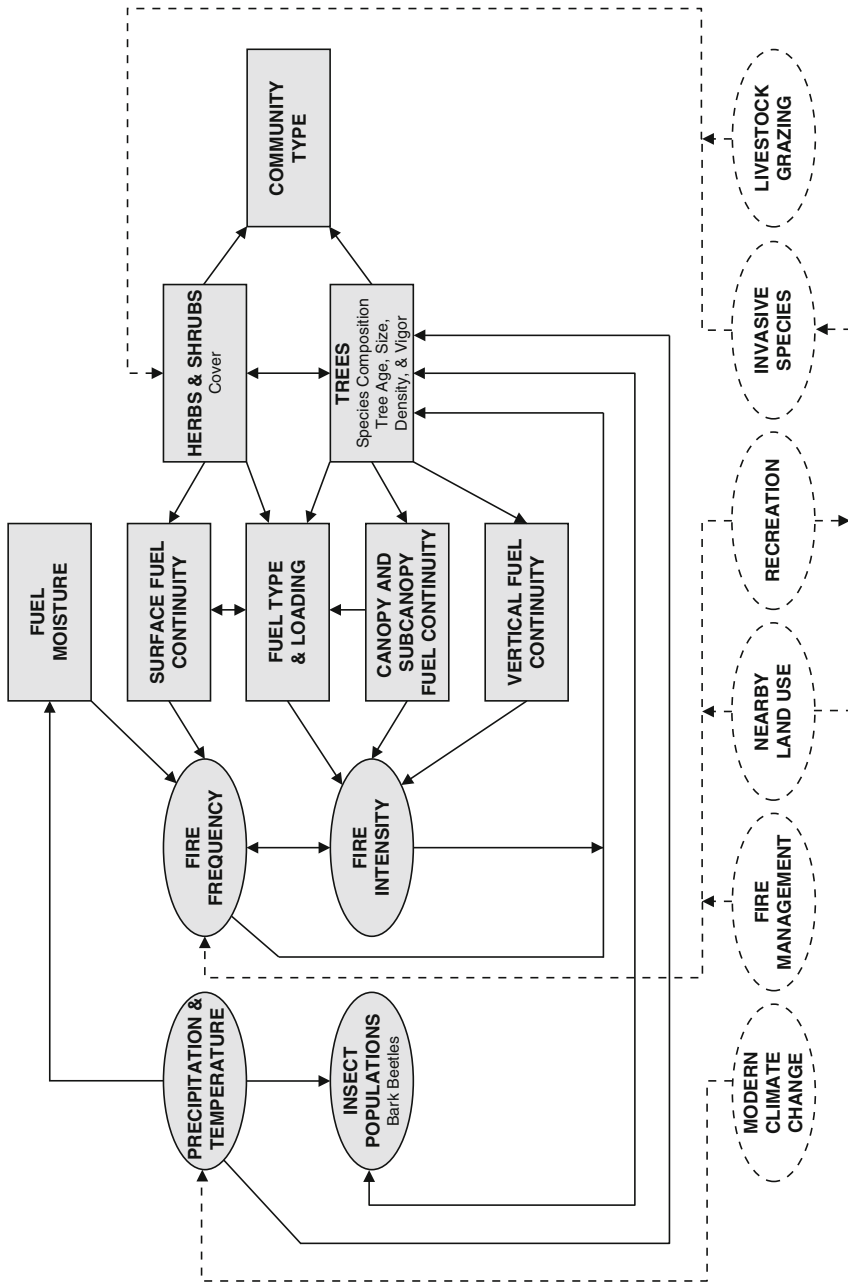 COMMUNITY
TYPE
HERBS & SHRUBS
Cover
TREES
Species Composition
Tree Age, Size,
Density, & Vigor
FUEL
MOISTURE
SURFACE FUEL
CONTINUITY
FUEL TYPE
& LOADING
CANOPY AND
SUBCANOPY
FUEL CONTINUITY
VERTICAL FUEL
CONTINUITY
FIRE
FREQUENCY
FIRE
INTENSITY
PRECIPITATION &
TEMPERATURE
INSECT
POPULATIONS
Bark Beetles
MODERN
CLIMATE
CHANGE
FIRE
MANAGEMENT
NEARBY
LAND USE
RECREATION
INVASIVE
SPECIES
LIVESTOCK
GRAZING